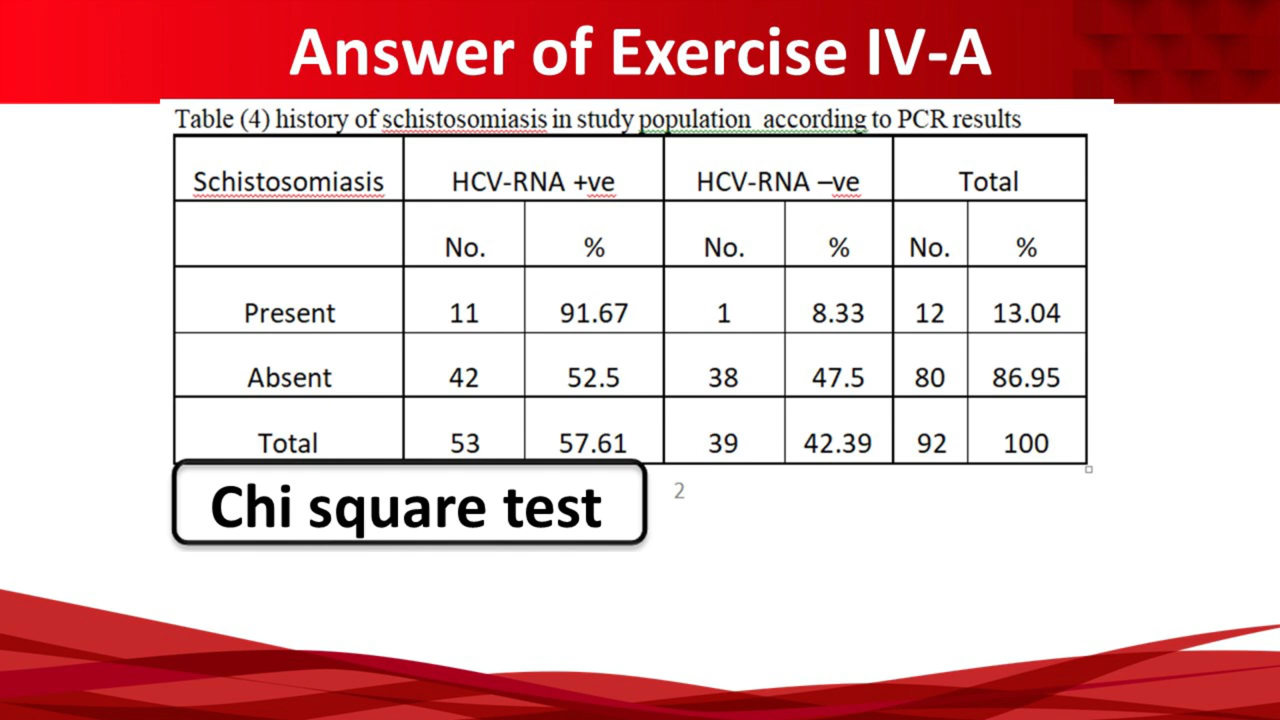 Answer of Exercise IV-A
Table (4) history of schistosomiasis in study population according to PCR results
Schistosomiasis HCV-RNA +ve HCV-RNA –ve Total
No. % No. % No. %
Present 11 91.67 1 8.33 12 13.04
Absent 42 52.5 38 47.5 80 86.95
Total 53 57.61 39 42.39 92 100
Chi square test
2